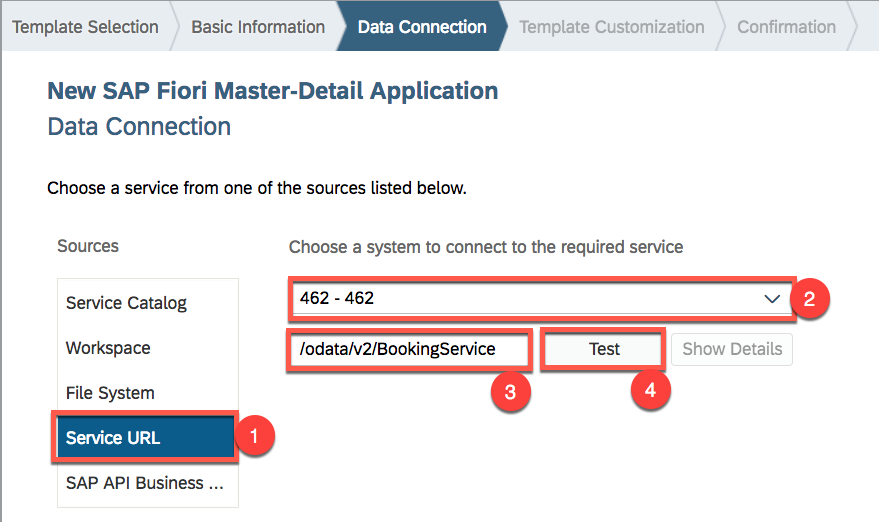 Template Selection Basic Information Data Connection Template Customization Confirmation
New SAP Fiori Master-Detail Application
Data Connection
Choose a service from one of the sources listed below.
Sources
Choose a system to connect to the required service
Service Catalog
Workspace
File System
Service URL 1
SAP API Business ...
462 - 462 2
/odata/v2/BookingService Test Show Details
3 4